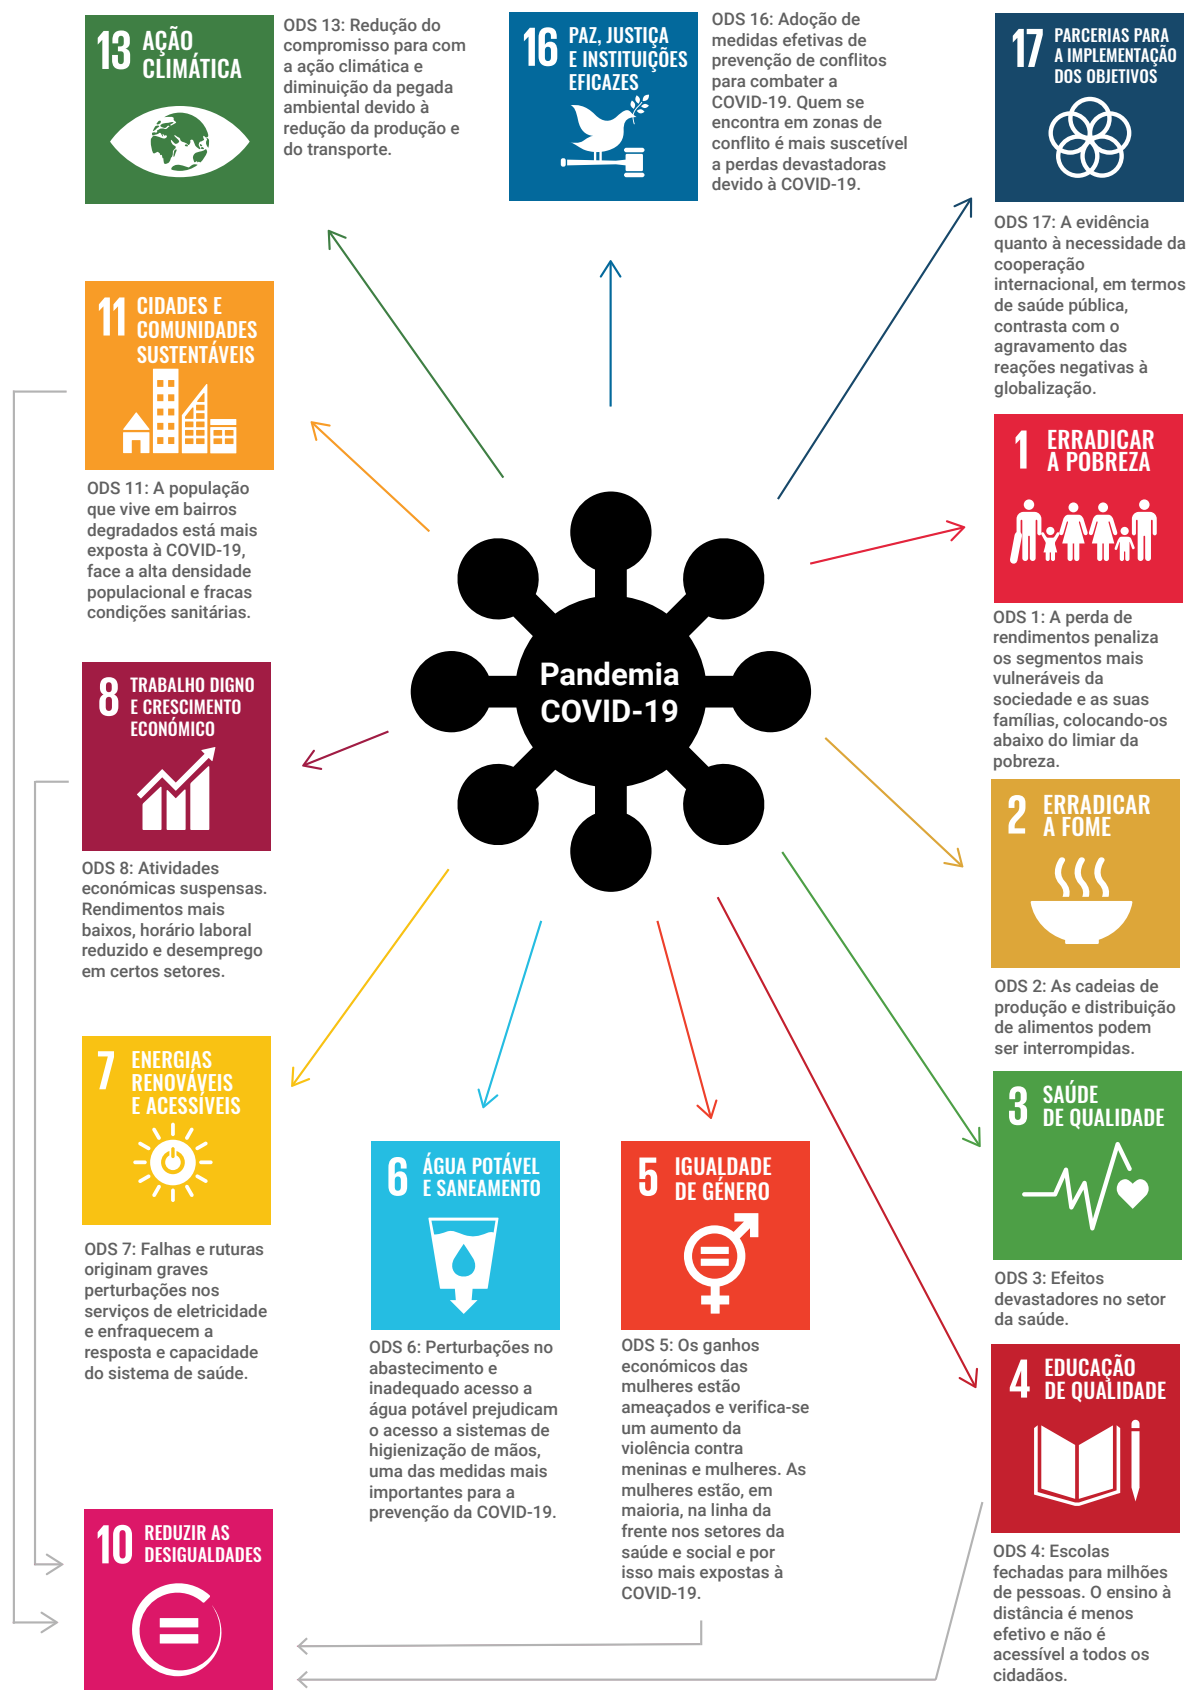 13 AÇÃO
CLIMÁTICA
ODS 13: Redução do
compromisso para com
a ação climática e
diminuição da pegada
ambiental devido à
redução da produção e
do transporte.
16 PAZ, JUSTIÇA
E INSTITUIÇÕES
EFICAZES
ODS 16: Adoção de
medidas efetivas de
prevenção de conflitos
para combater a
COVID-19. Quem se
encontra em zonas de
conflito é mais suscetível
a perdas devastadoras
devido à COVID-19.
17 PARCERIAS PARA
A IMPLEMENTAÇÃO
DOS OBJETIVOS
ODS 17: A evidência
quanto à necessidade da
cooperação
internacional, em termos
de saúde pública,
contrasta com o
agravamento das
reações negativas à
globalização.
11 CIDADES E
COMUNIDADES
SUSTENTÁVEIS
ODS 11: A população
que vive em bairros
degradados está mais
exposta à COVID-19,
face a alta densidade
populacional e fracas
condições sanitárias.
1 ERRADICAR
A POBREZA
ODS 1: A perda de
rendimentos penaliza
os segmentos mais
vulneráveis da
sociedade e as suas
famílias, colocando-os
abaixo do limiar da
pobreza.
Pandemia
COVID-19
8 TRABALHO DIGNO
E CRESCIMENTO
ECONÓMICO
ODS 8: Atividades
económicas suspensas.
Rendimentos mais
baixos, horário laboral
reduzido e desemprego
em certos setores.
2 ERRADICAR
A FOME
ODS 2: As cadeias de
produção e distribuição
de alimentos podem
ser interrompidas.
7 ENERGIAS
RENOVÁVEIS
E ACESSÍVEIS
ODS 7: Falhas e ruturas
originam graves
perturbações nos
serviços de eletricidade
e enfraquecem a
resposta e capacidade
do sistema de saúde.
6 ÁGUA POTÁVEL
E SANEAMENTO
ODS 6: Perturbações no
abastecimento e
inadequado acesso a
água potável prejudicam
o acesso a sistemas de
higienização de mãos,
uma das medidas mais
importantes para a
prevenção da COVID-19.
5 IGUALDADE
DE GÉNERO
ODS 5: Os ganhos
económicos das
mulheres estão
ameaçados e verifica-se
um aumento da
violência contra
meninas e mulheres. As
mulheres estão, em
maioria, na linha da
frente nos setores da
saúde e social e por
isso mais expostas à
COVID-19.
3 SAÚDE
DE QUALIDADE
ODS 3: Efeitos
devastadores no setor
da saúde.
4 EDUCAÇÃO
DE QUALIDADE
ODS 4: Escolas
fechadas para milhões
de pessoas. O ensino à
distância é menos
efetivo e não é
acessível a todos os
cidadãos.
10 REDUZIR AS
DESIGUALDADES